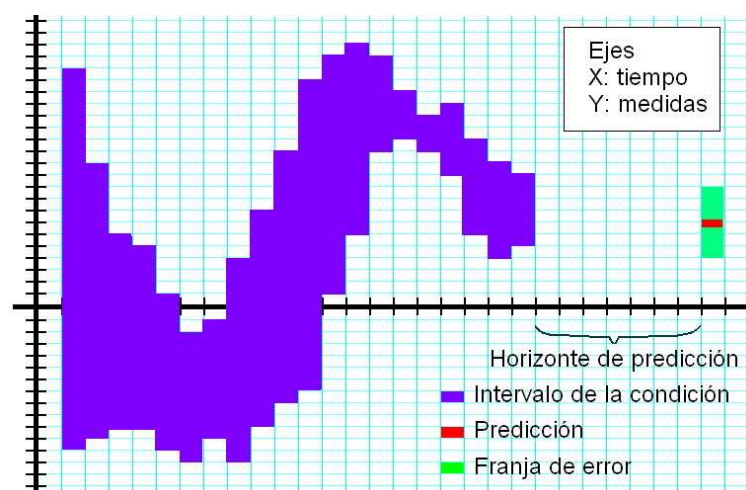 Ejes
X: tiempo
Y: medidas
Horizonte de predicción
Intervalo de la condición
Predicción
Franja de error